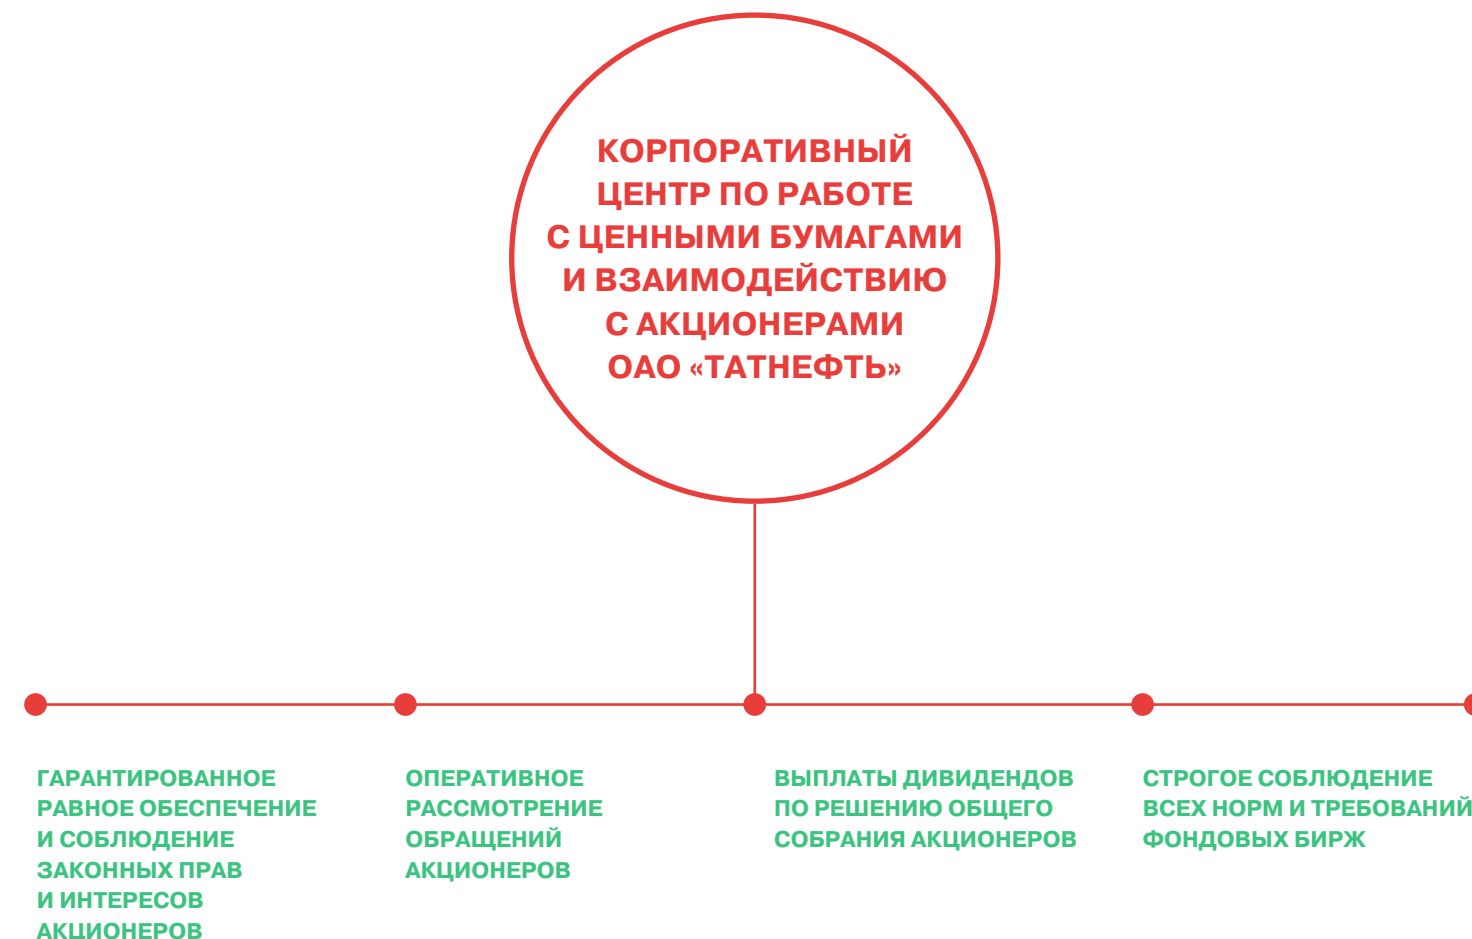 КОРПОРАТИВНЫЙ
ЦЕНТР ПО РАБОТЕ
С ЦЕННЫМИ БУМАГАМИ
И ВЗАИМОДЕЙСТВИЮ
С АКЦИОНЕРАМИ
ОАО «ТАТНЕФТЬ»
ГАРАНТИРОВАННОЕ
РАВНОЕ ОБЕСПЕЧЕНИЕ
И СОБЛЮДЕНИЕ
ЗАКОННЫХ ПРАВ
И ИНТЕРЕСОВ
АКЦИОНЕРОВ
ОПЕРАТИВНОЕ
РАССМОТРЕНИЕ
ОБРАЩЕНИЙ
АКЦИОНЕРОВ
ВЫПЛАТЫ ДИВИДЕНДОВ
ПО РЕШЕНИЮ ОБЩЕГО
СОБРАНИЯ АКЦИОНЕРОВ
СТРОГОЕ СОБЛЮДЕНИЕ
ВСЕХ НОРМ И ТРЕБОВАНИЙ
ФОНДОВЫХ БИРЖ